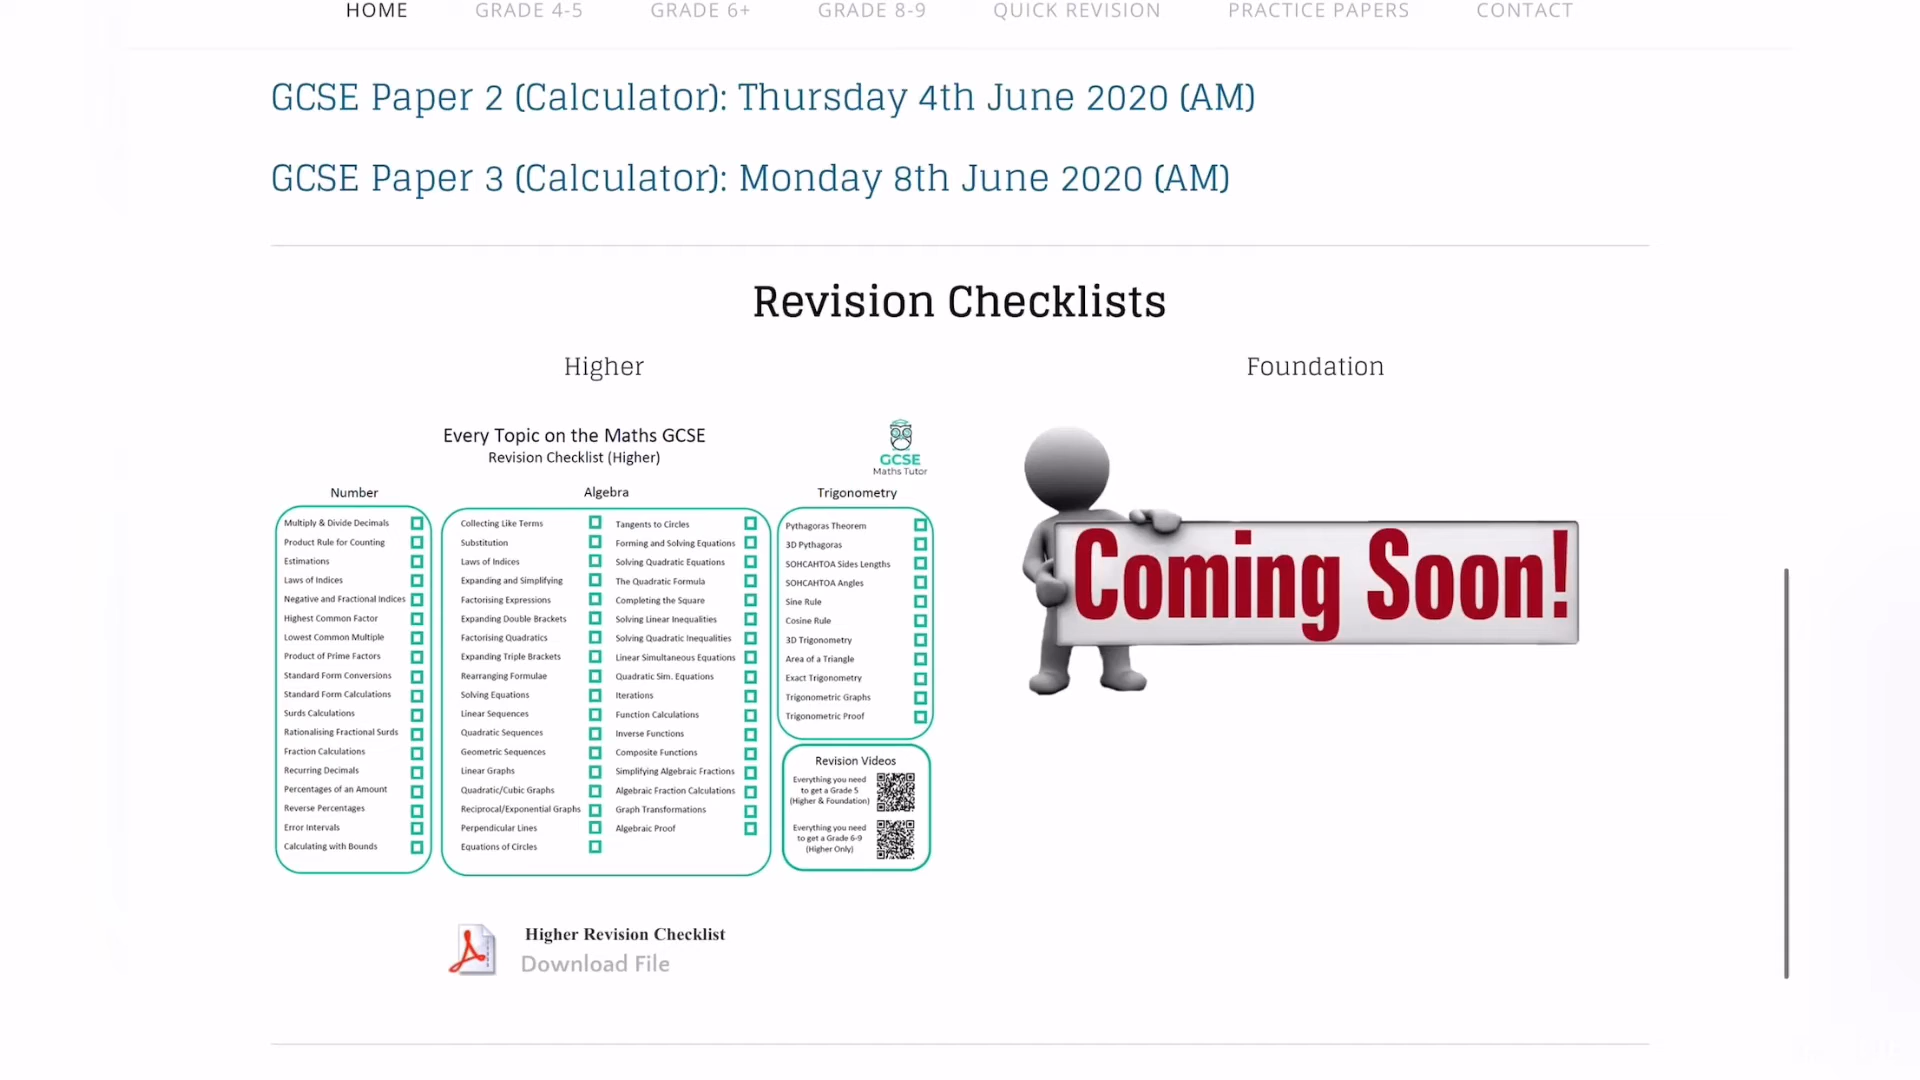 HOME GRADE 4-5 GRADE 6+ GRADE 8-9 QUICK REVISION PRACTICE PAPERS CONTACT
GCSE Paper 2 (Calculator): Thursday 4th June 2020 (AM)
GCSE Paper 3 (Calculator): Monday 8th June 2020 (AM)
Revision Checklists
Higher
Every Topic on the Maths GCSE
Revision Checklist (Higher)
GCSE
Maths Tutor
Number
Multiply & Divide Decimals
Product Rule for Counting
Estimations
Laws of Indices
Negative and Fractional Indices
Highest Common Factor
Lowest Common Multiple
Product of Prime Factors
Standard Form Conversions
Standard Form Calculations
Surds Calculations
Rationalising Fractional Surds
Fraction Calculations
Recurring Decimals
Percentages of an Amount
Reverse Percentages
Error Intervals
Calculating with Bounds
Algebra
Collecting Like Terms
Substitution
Laws of Indices
Expanding and Simplifying
Factorising Expressions
Expanding Double Brackets
Factorising Quadratics
Expanding Triple Brackets
Rearranging Formulae
Solving Equations
Linear Sequences
Quadratic Sequences
Geometric Sequences
Linear Graphs
Quadratic/Cubic Graphs
Reciprocal/Exponential Graphs
Perpendicular Lines
Equations of Circles
Tangents to Circles
Forming and Solving Equations
Solving Quadratic Equations
The Quadratic Formula
Completing the Square
Solving Linear Inequalities
Solving Quadratic Inequalities
Linear Simultaneous Equations
Quadratic Sim. Equations
Iterations
Function Calculations
Inverse Functions
Composite Functions
Simplifying Algebraic Fractions
Algebraic Fraction Calculations
Graph Transformations
Algebraic Proof
Trigonometry
Pythagoras Theorem
3D Pythagoras
SOHCAHTOA Sides Lengths
SOHCAHTOA Angles
Sine Rule
Cosine Rule
3D Trigonometry
Area of a Triangle
Exact Trigonometry
Trigonometric Graphs
Trigonometric Proof
Revision Videos
Everything you need
to get a Grade 5
(Higher & Foundation)
Everything you need
to get a Grade 6-9
(Higher Only)
Higher Revision Checklist
Download File
Foundation
Coming Soon!